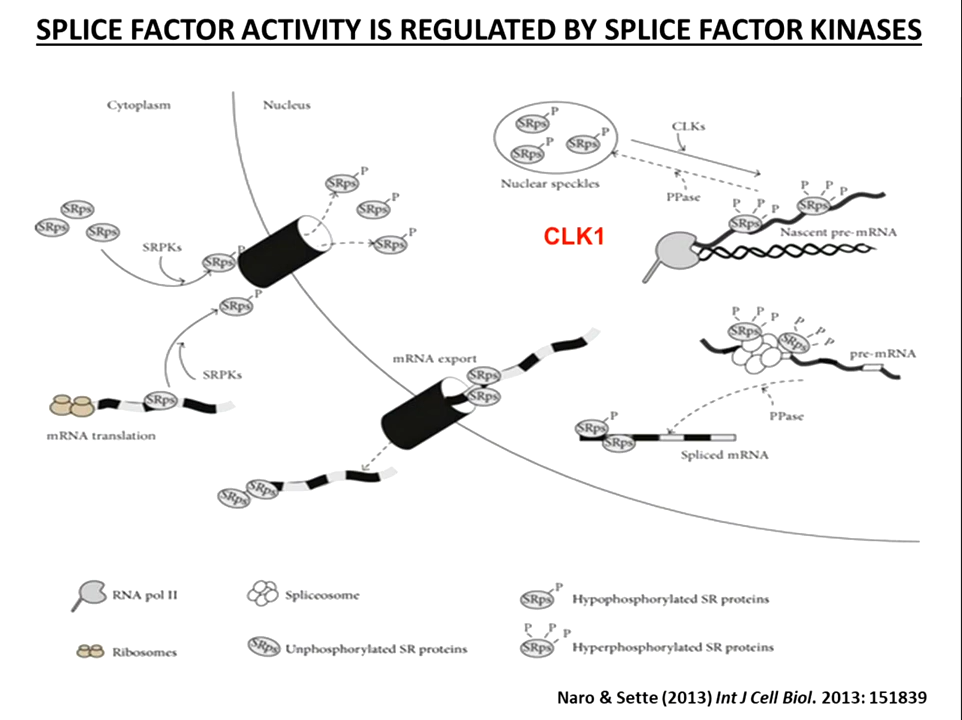 SPLICE FACTOR ACTIVITY IS REGULATED BY SPLICE FACTOR KINASES
Cytoplasm
Nucleus
SRps P
SRps P
SRps P
Nuclear speckles
CLKs
PPase
CLK1
SRps P P P
SRps P P P
Nascent pre-mRNA
SRps
SRps
SRps
SRPKs
SRps P
SRps P
SRps P
SRps P
SRps P
SRPKs
SRps
mRNA translation
mRNA export
SRps
SRps
SRps
SRps
SRps P P P
SRps P P P
pre-mRNA
PPase
SRps P
SRps
Spliced mRNA
RNA pol II
Spliceosome
SRps P
Hypophosphorylated SR proteins
Ribosomes
SRps
Unphosphorylated SR proteins
P P P
SRps
Hyperphosphorylated SR proteins
Naro & Sette (2013) Int J Cell Biol. 2013: 151839